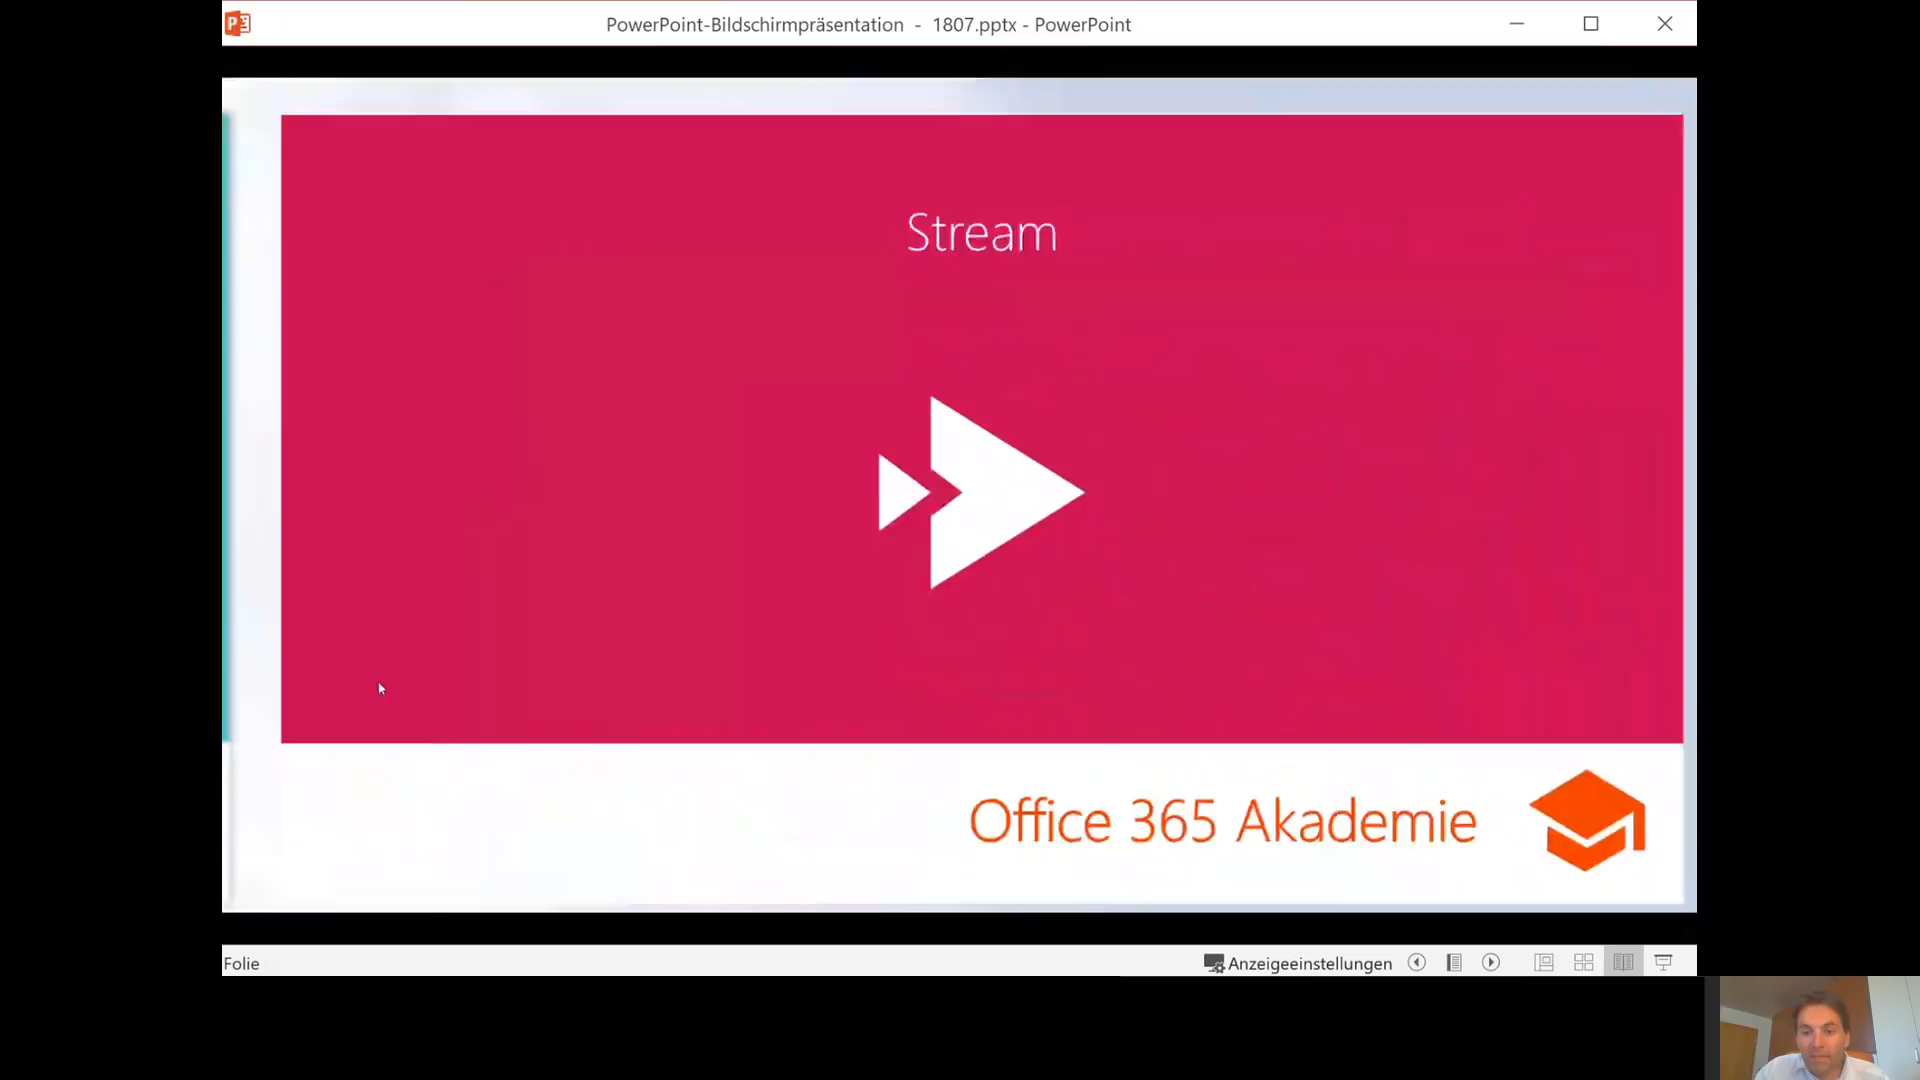 PowerPoint-Bildschirmpräsentation - 1807.pptx - PowerPoint
Stream
Office 365 Akademie
Folie
Anzeigeeinstellungen